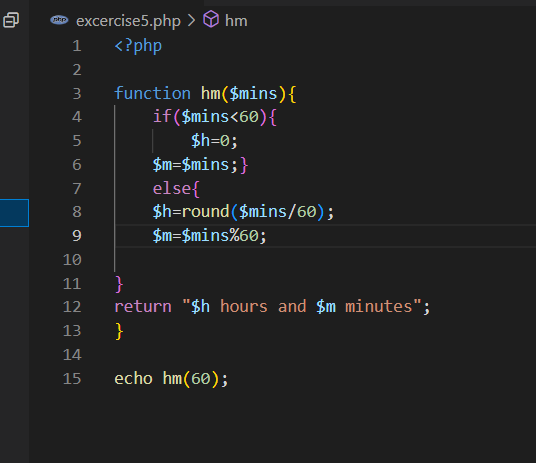 excercise5.php > hm
1 <?php
2
3 function hm($mins){
4 if($mins<60){
5 $h=0;
6 $m=$mins;}
7 else{
8 $h=round($mins/60);
9 $m=$mins%60;
10
11 }
12 return "$h hours and $m minutes";
13 }
14
15 echo hm(60);